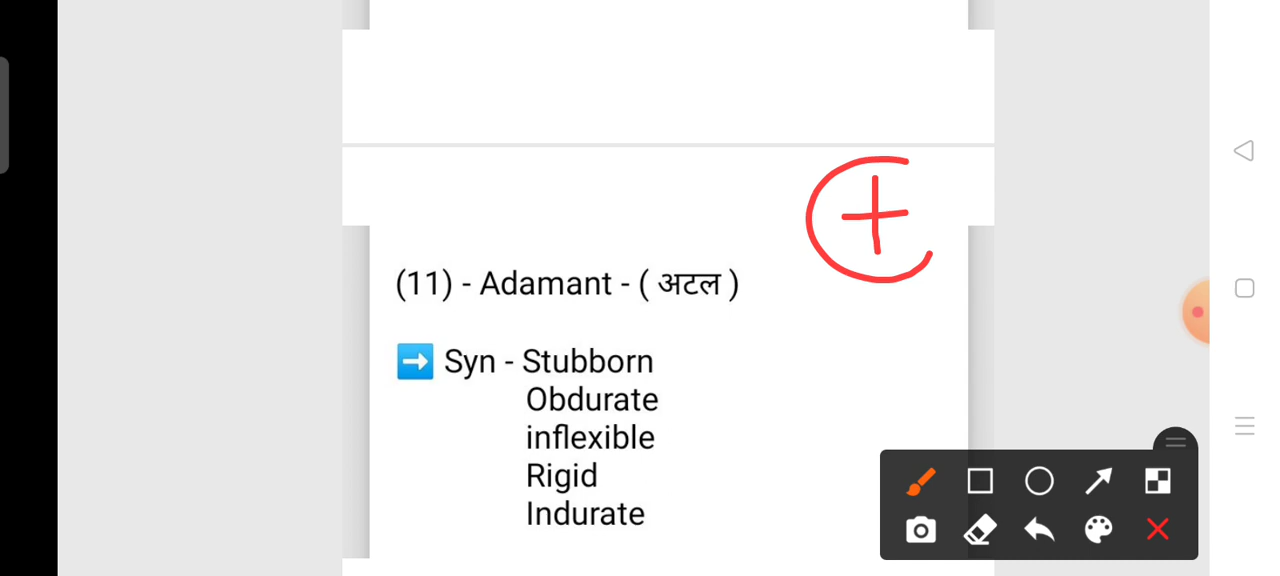 (11) - Adamant - ( अटल )
➡️ Syn - Stubborn
Obdurate
inflexible
Rigid
Indurate